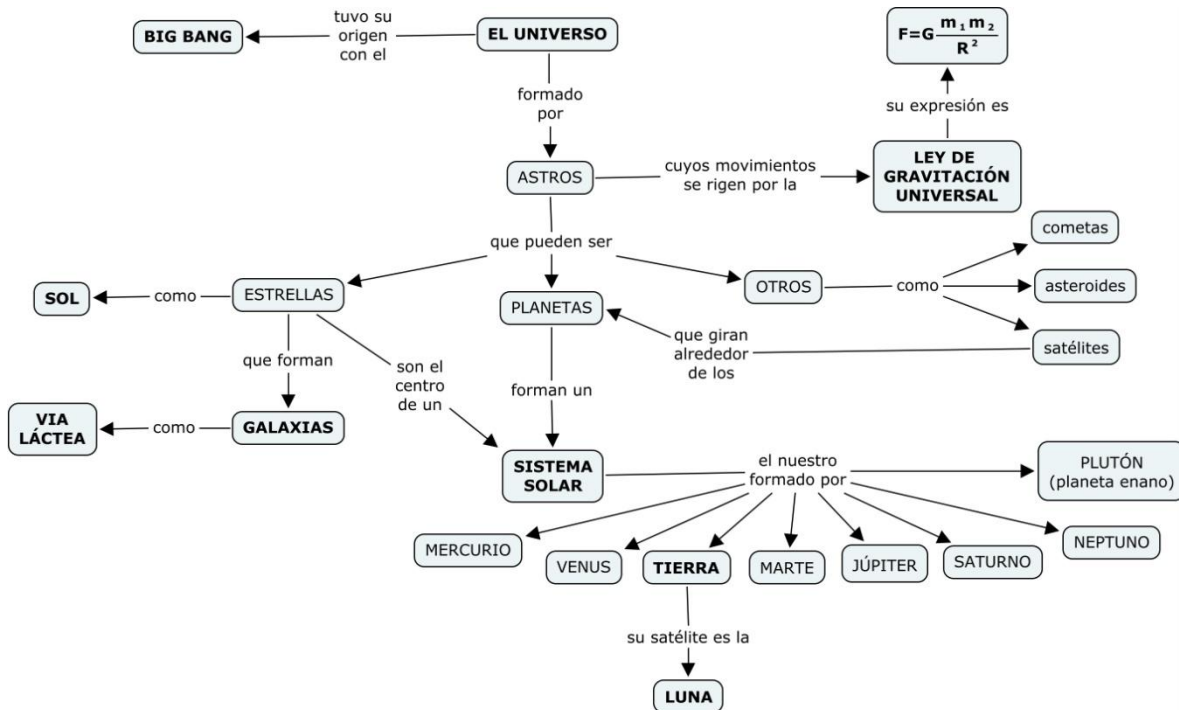 BIG BANG
tuvo su
origen
con el
EL UNIVERSO
F=G m₁m₂
R²
su expresión es
formado
por
ASTROS
cuyos movimientos
se rigen por la
LEY DE
GRAVITACIÓN
UNIVERSAL
que pueden ser
SOL
como
ESTRELLAS
PLANETAS
OTROS
como
cometas
asteroides
satélites
que giran
alrededor
de los
que forman
son el
centro
de un
forman un
VIA
LÁCTEA
como
GALAXIAS
SISTEMA
SOLAR
el nuestro
formado por
PLUTÓN
(planeta enano)
MERCURIO
VENUS
TIERRA
MARTE
JÚPITER
SATURNO
NEPTUNO
su satélite es la
LUNA